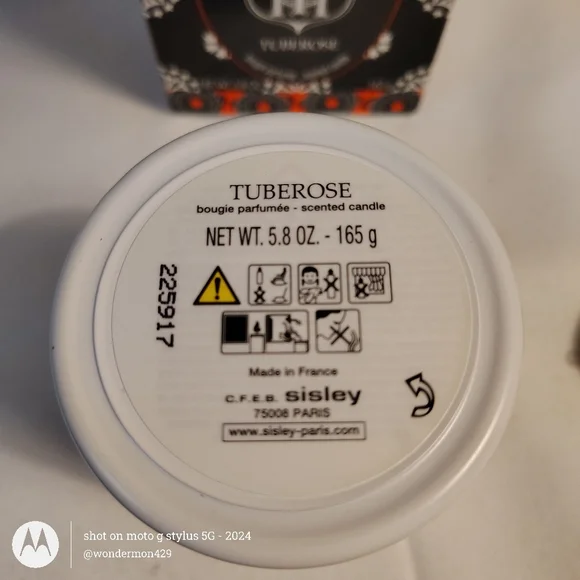 TUBEROSE
TUBEROSE
bougie parfumée - scented candle
NET WT. 5.8 OZ. - 165 g
225917
Made in France
C.F.E.B. sisley
75008 PARIS
www.sisley-paris.com
shot on moto g stylus 5G - 2024
@wondermon429